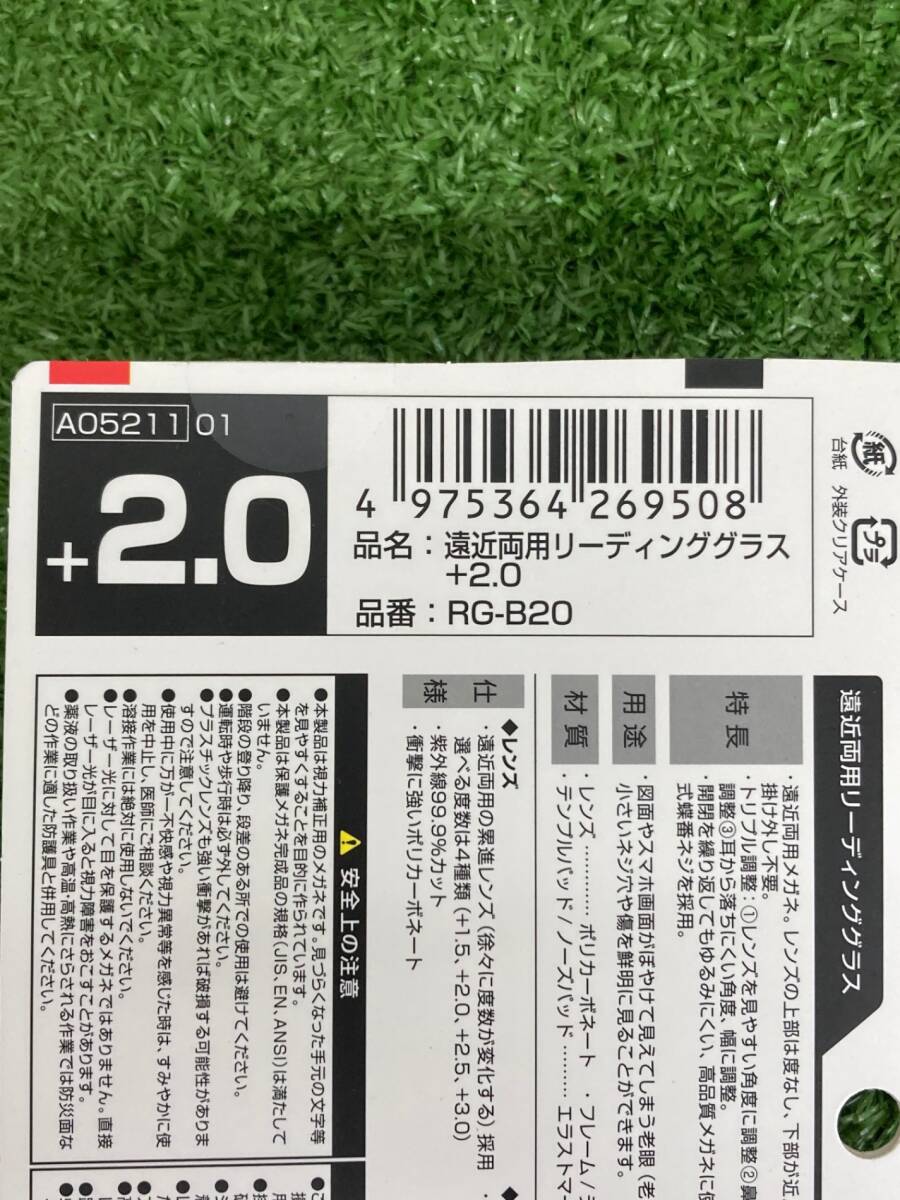 A05211 01
+2.0
4 975364 269508
品名：遠近両用リーディンググラス
+2.0
品番：RG-B20
紙
台紙
プラ
外装クリアケース
遠近両用リーディンググラス
特長
・遠近両用メガネ。レンズの上部は度なし、下部が近
掛け外し不要。
・トリプル調整：①レンズを見やすい角度に調整②鼻
調整③耳から落ちにくい角度、幅に調整。
・開閉を繰り返してもゆるみにくい、高品質メガネに使
式蝶番ネジを採用。
用途
・図面やスマホ画面がぼやけて見えてしまう老眼（老
小さいネジ穴や傷を鮮明に見ることができます。
材質
・レンズ………… ポリカーボネート ・フレーム/テ
・テンプルパッド/ノーズパッド ……… エラストマー
仕様
◆レンズ
・遠近両用の累進レンズ（徐々に度数が変化する）採用
選べる度数は4種類（+1.5、+2.0、+2.5、+3.0）
・紫外線99.9%カット
・衝撃に強いポリカーボネート
安全上の注意
●本製品は視力補正用のメガネです。見づらくなった手元の文字等
を見やすくすることを目的に作られています。
●本製品は保護メガネ完成品の規格（JIS、EN、ANSI）は満たして
いません。
●階段の登り降り、段差のある所での使用は避けてください。
●運転時や歩行時は必ず外してください。
●プラスチックレンズも強い衝撃があれば破損する可能性がありま
すので注意してください。
●使用中に万が一不快感や視力異常等を感じた時は、すみやかに使
用を中止し、医師にご相談ください。
●溶接作業には絶対に使用しないでください。
●レーザー光に対して目を保護するメガネではありません。直接
レーザー光が目に入ると視力障害をおこすことがあります。
●薬液の取り扱い作業や高温/高熱にさらされる作業では防災面な
どの作業に適した防護具と併用してください。